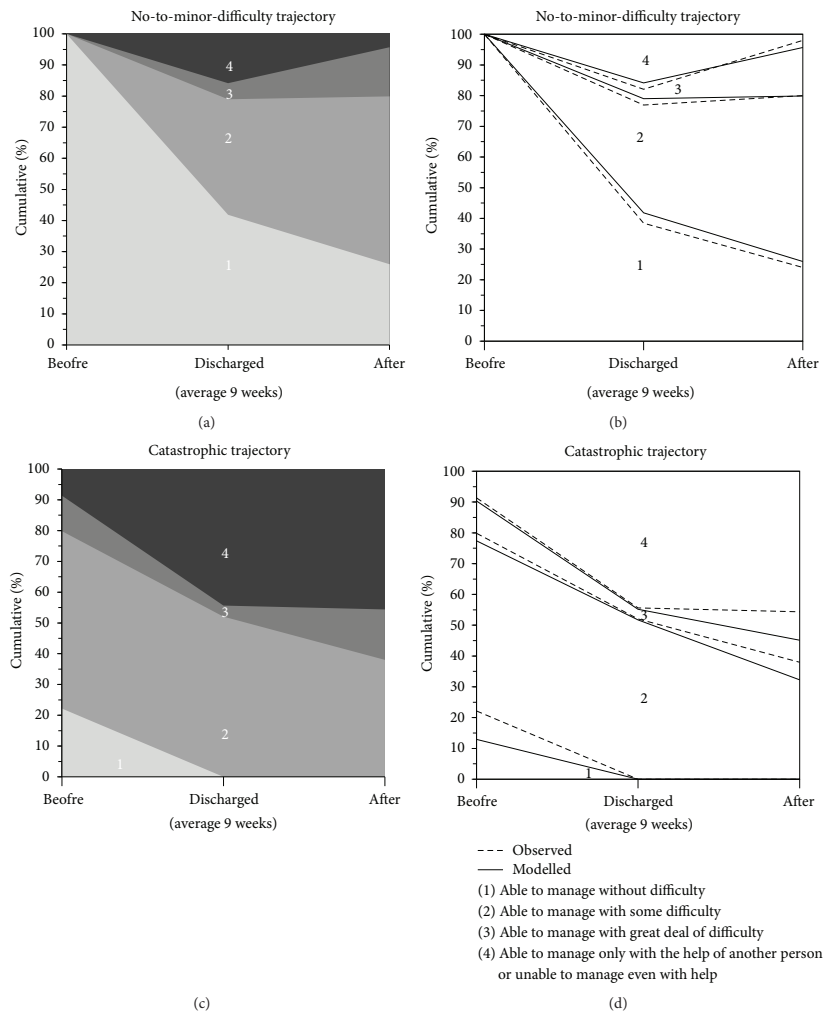 No-to-minor-difficulty trajectory
100
90
80
70
60
50
40
30
20
10
0
Cumulative (%)
4
3
2
1
Beofre Discharged After
(average 9 weeks)
(a)
No-to-minor-difficulty trajectory
100
90
80
70
60
50
40
30
20
10
0
Cumulative (%)
4
3
2
1
Beofre Discharged After
(average 9 weeks)
(b)
Catastrophic trajectory
100
90
80
70
60
50
40
30
20
10
0
Cumulative (%)
4
3
2
1
Beofre Discharged After
(average 9 weeks)
(c)
Catastrophic trajectory
100
90
80
70
60
50
40
30
20
10
0
Cumulative (%)
4
3
2
1
Beofre Discharged After
(average 9 weeks)
Observed
Modelled
(1) Able to manage without difficulty
(2) Able to manage with some difficulty
(3) Able to manage with great deal of difficulty
(4) Able to manage only with the help of another person
or unable to manage even with help
(d)